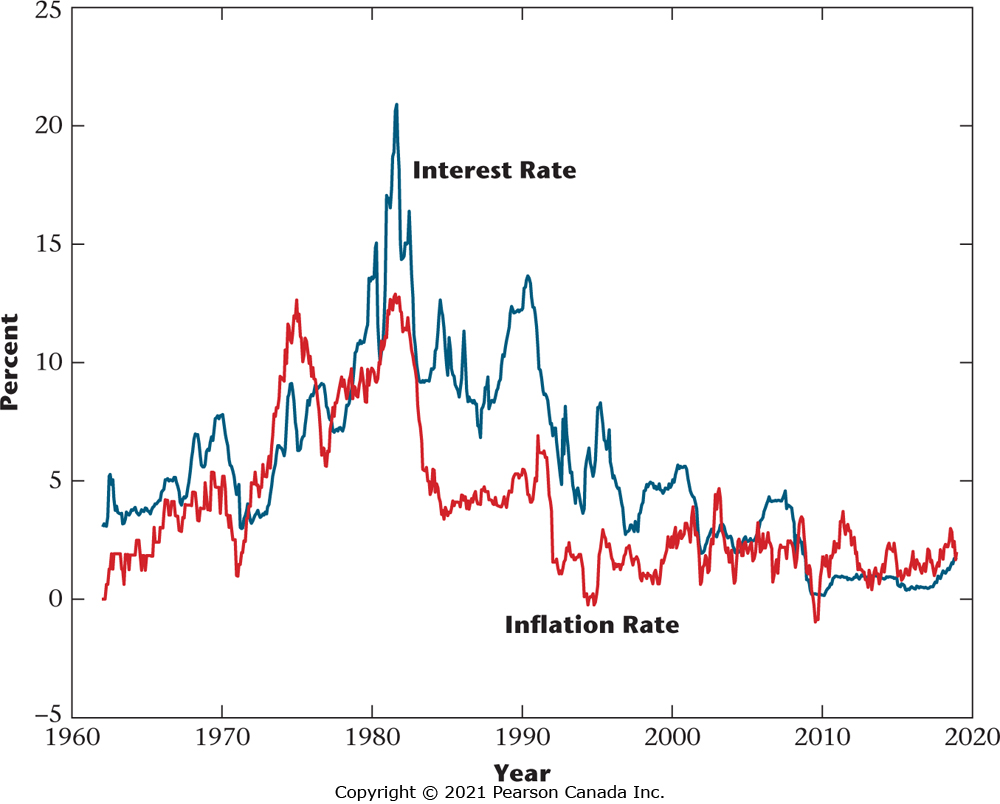 25
20
Interest Rate
15
Percent
10
5
0
Inflation Rate
−5
1960 1970 1980 1990 2000 2010 2020
Year
Copyright © 2021 Pearson Canada Inc.